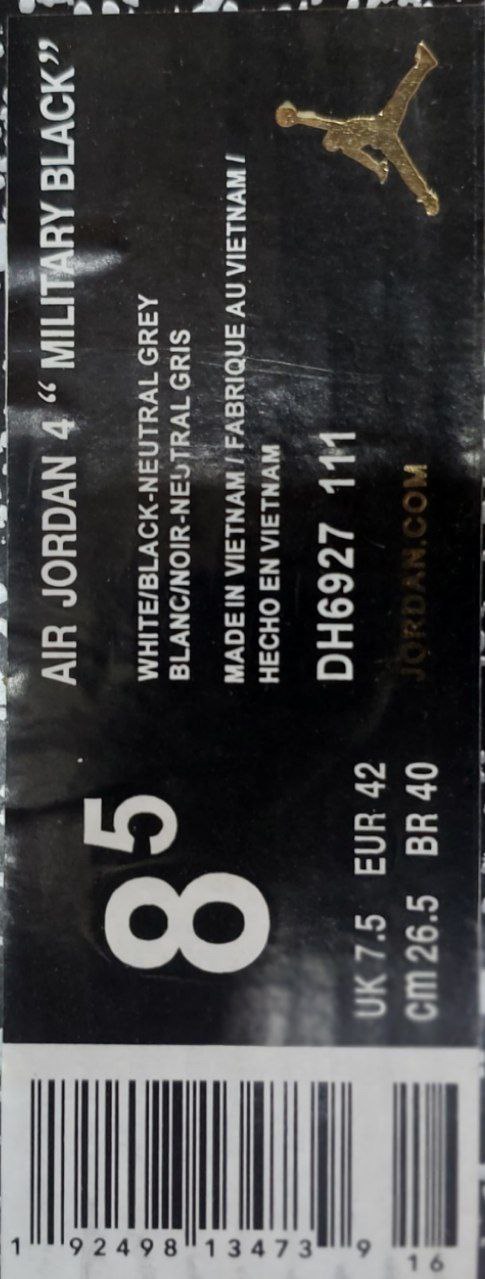 AIR JORDAN 4 “ MILITARY BLACK”
WHITE/BLACK-NEUTRAL GREY
BLANC/NOIR-NEUTRAL GRIS
MADE IN VIETNAM / FABRIQUE AU VIETNAM /
HECHO EN VIETNAM
DH6927 111
JORDAN.COM
8 5
UK 7.5 EUR 42
cm 26.5 BR 40
1 92498 13473 9
16